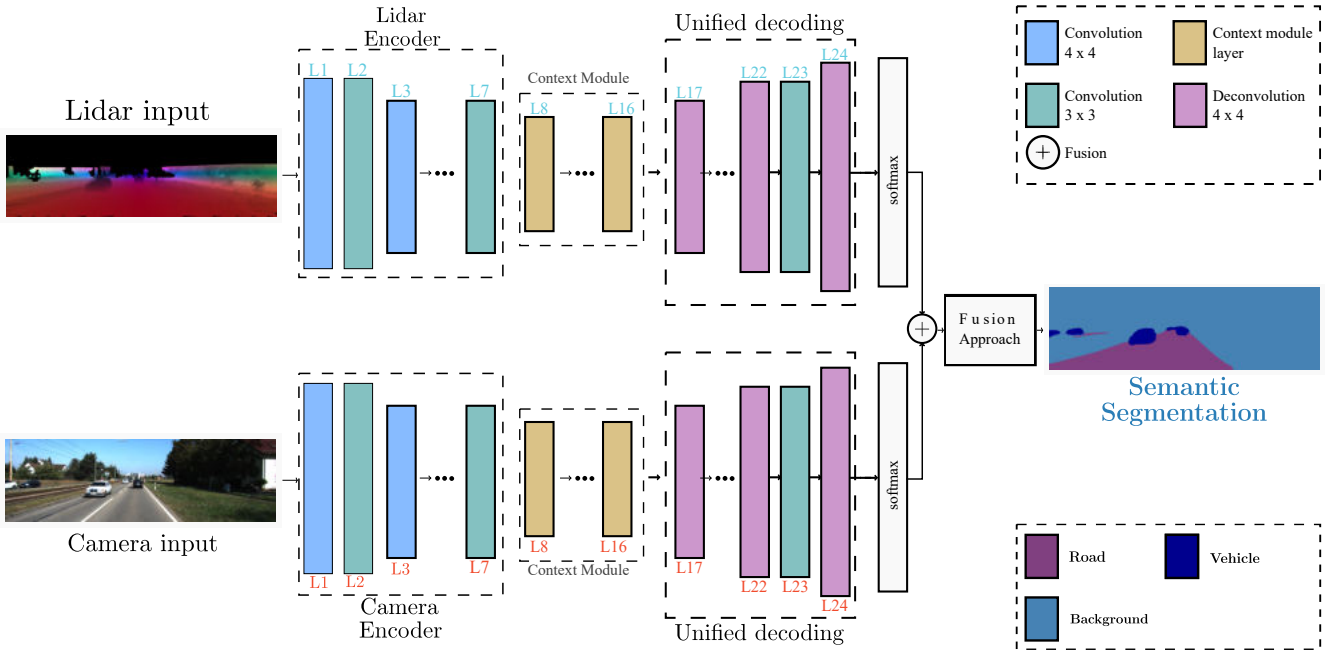 Lidar
Encoder
Unified decoding
Lidar input
Context Module
L1
L2
L3
L7
L8
L16
L17
L22
L23
L24
softmax
Convolution
4 x 4
Context module
layer
Convolution
3 x 3
Deconvolution
4 x 4
+
Fusion
+
Fusion
Approach
Semantic
Segmentation
Camera input
L1
L2
L3
L7
L8
L16
L17
L22
L23
L24
softmax
Context Module
Camera
Encoder
Unified decoding
Road
Vehicle
Background